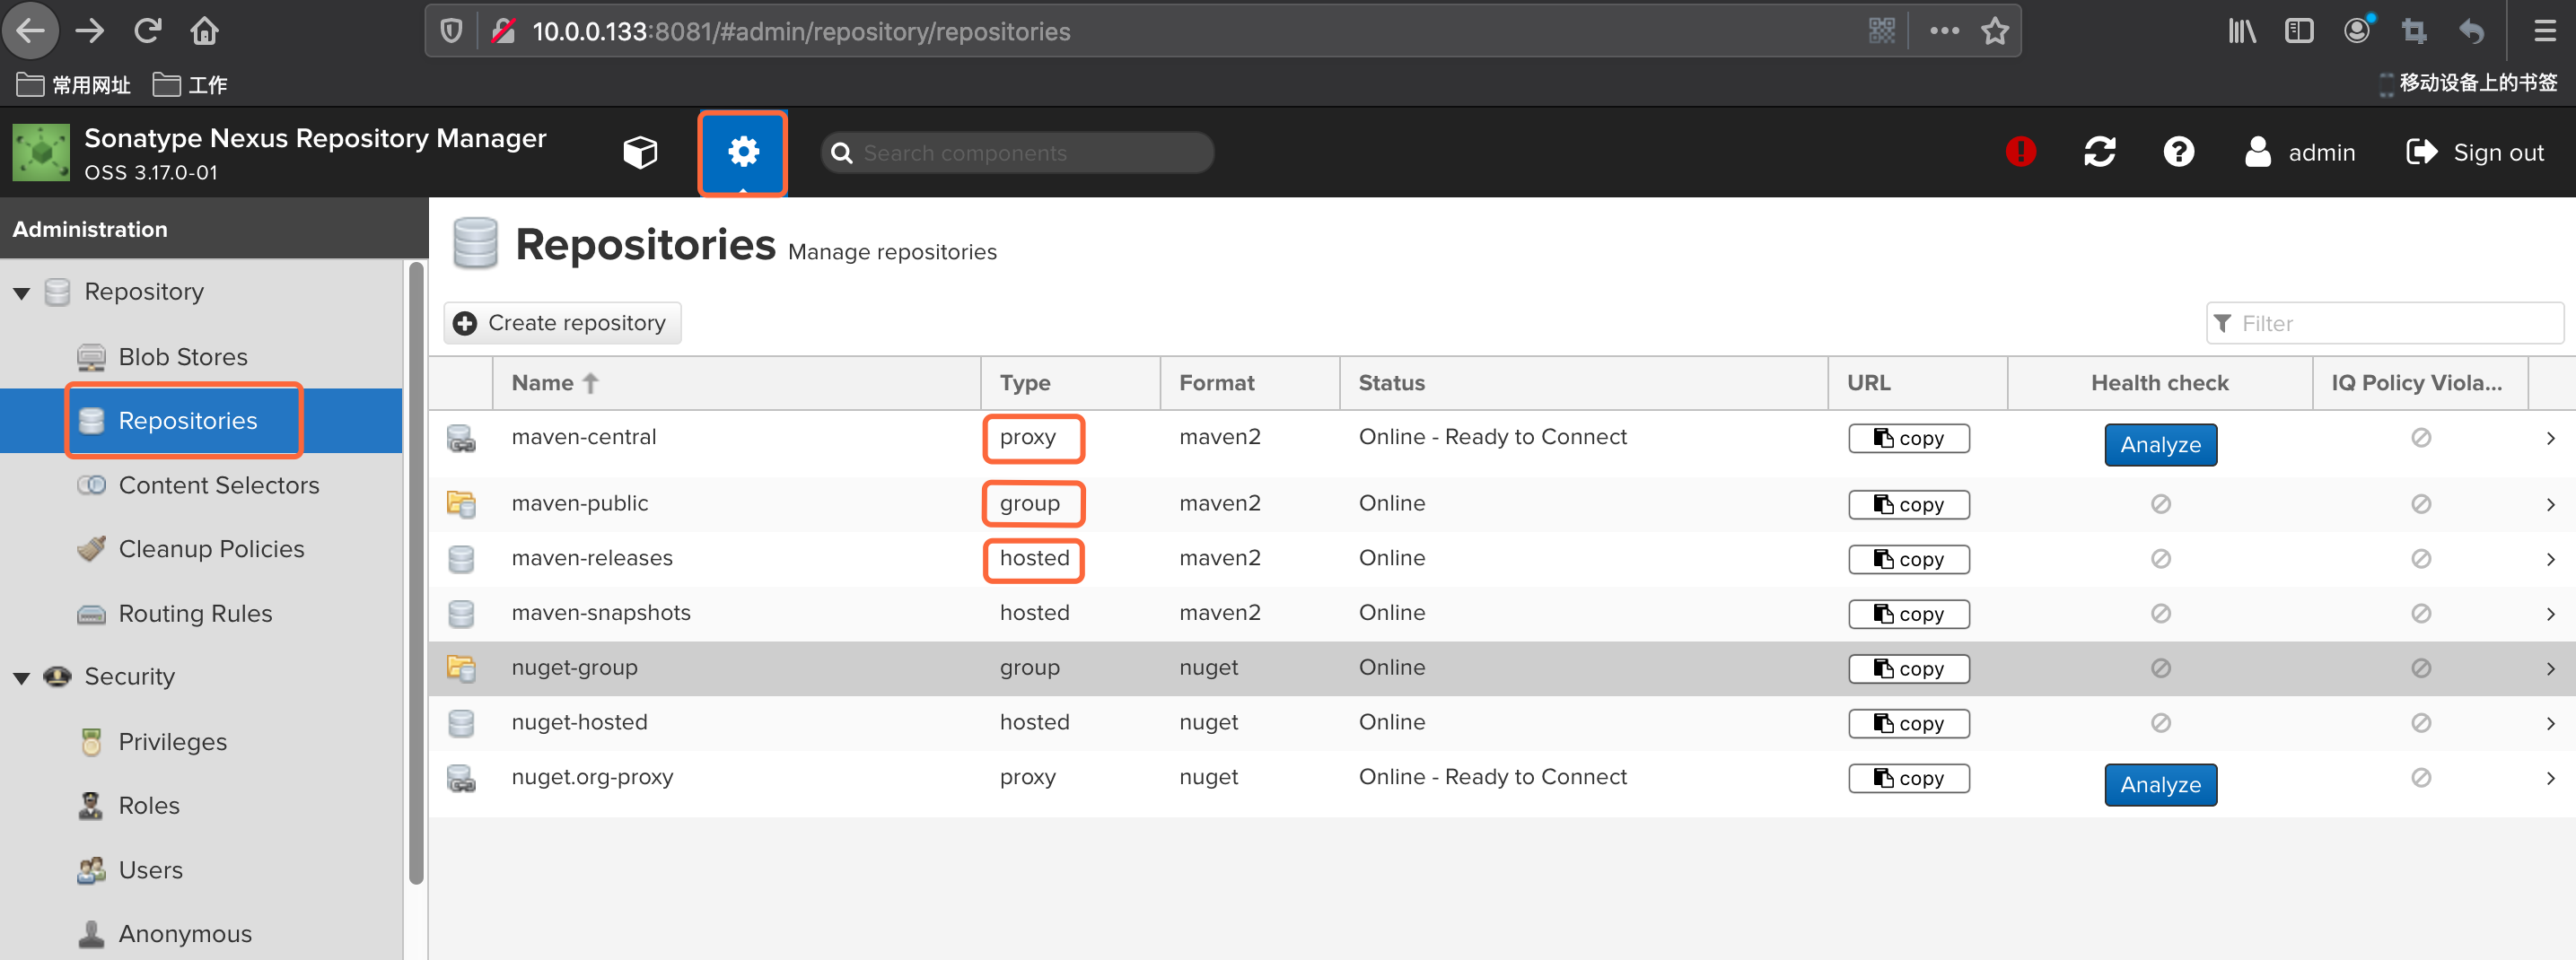 10.0.0.133:8081/#admin/repository/repositories
常用网址 工作 移动设备上的书签
Sonatype Nexus Repository Manager
OSS 3.17.0-01
Search components
admin Sign out
Administration
Repository
Blob Stores
Repositories
Content Selectors
Cleanup Policies
Routing Rules
Security
Privileges
Roles
Users
Anonymous
Repositories Manage repositories
Create repository Filter
Name Type Format Status URL Health check IQ Policy Viola...
maven-central proxy maven2 Online - Ready to Connect copy Analyze
maven-public group maven2 Online copy
maven-releases hosted maven2 Online copy
maven-snapshots hosted maven2 Online copy
nuget-group group nuget Online copy
nuget-hosted hosted nuget Online copy
nuget.org-proxy proxy nuget Online - Ready to Connect copy Analyze